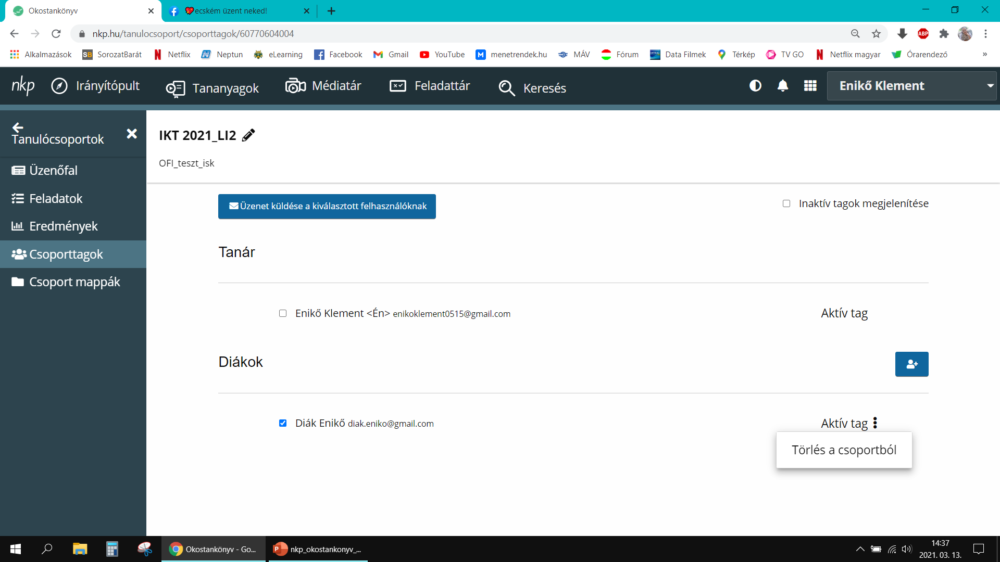 Okostankönyv
❤ecském üzent neked!
nkp.hu/tanulocsoport/csoporttagok/60770604004
ABP
Alkalmazások SB SorozatBarát Netflix Neptun eLearning Facebook Gmail YouTube M menetrendek.hu MÁV Fórum Data Filmek Térkép TV GO Netflix magyar Órarendező »
nkp Irányítópult Tananyagok Médiatár Feladattár Keresés Enikő Klement
Tanulócsoportok
Üzenőfal
Feladatok
Eredmények
Csoporttagok
Csoport mappák
IKT 2021_LI2
OFI_teszt_isk
Üzenet küldése a kiválasztott felhasználóknak
Inaktív tagok megjelenítése
Tanár
Enikő Klement <Én> enikoklement0515@gmail.com Aktív tag
Diákok
Diák Enikő diak.eniko@gmail.com Aktív tag
Törlés a csoportból
Okostankönyv - Go...
nkp_okostankonyv_...
14:37
2021. 03. 13.